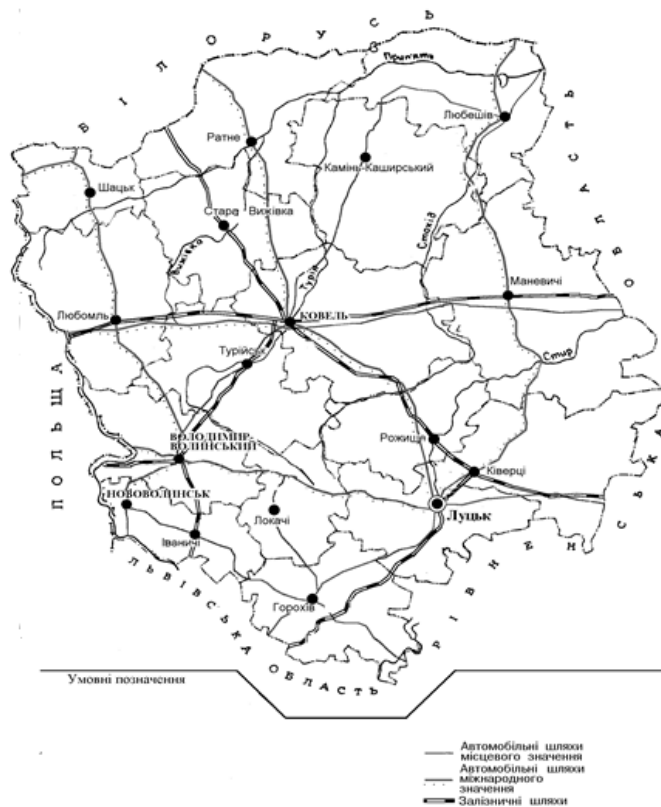 БІЛОРУСЬ
Прип'ять
Любешів
Ратне
Камінь-Каширський
Шацьк
Стара Вижівка
Вижівка
Турія
Стохід
Маневичі
Любомль
КОВЕЛЬ
Турійськ
Стир
ПОЛЬЩА
ВОЛОДИМИР-
ВОЛИНСЬКИЙ
Рожище
Ківерці
НОВОВОЛИНСЬК
Локачі
Луцьк
Іваничі
Горохів
ЛЬВІВСЬКА ОБЛАСТЬ
РІВНЕНСЬКА ОБЛАСТЬ
Умовні позначення
Автомобільні шляхи
місцевого значення
Автомобільні шляхи
міжнародного
значення
Залізничні шляхи